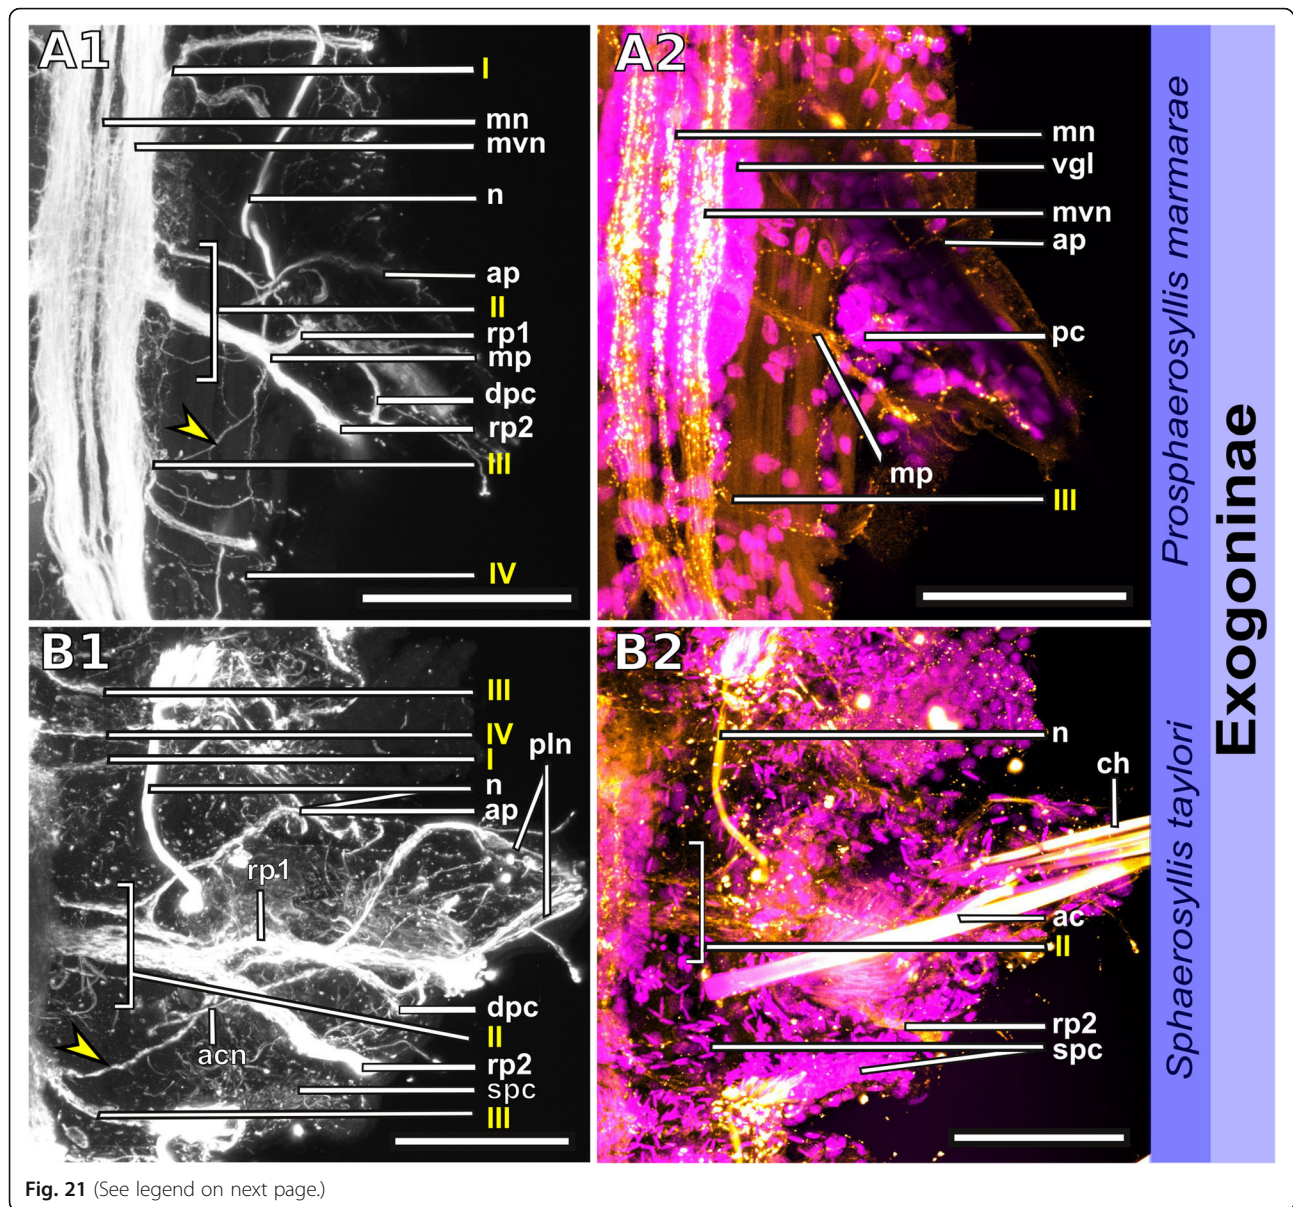 A1
I
mn
mvn
n
ap
II
rp1
mp
dpc
rp2
III
IV
A2
mn
vgl
mvn
ap
pc
mp
III
Prosphaerosyllis marmarae
Exogoninae
B1
III
IV
I
pln
n
ap
rp1
dpc
II
acn
rp2
spc
III
B2
n
ch
ac
II
rp2
spc
Sphaerosyllis taylori
Fig. 21 (See legend on next page.)